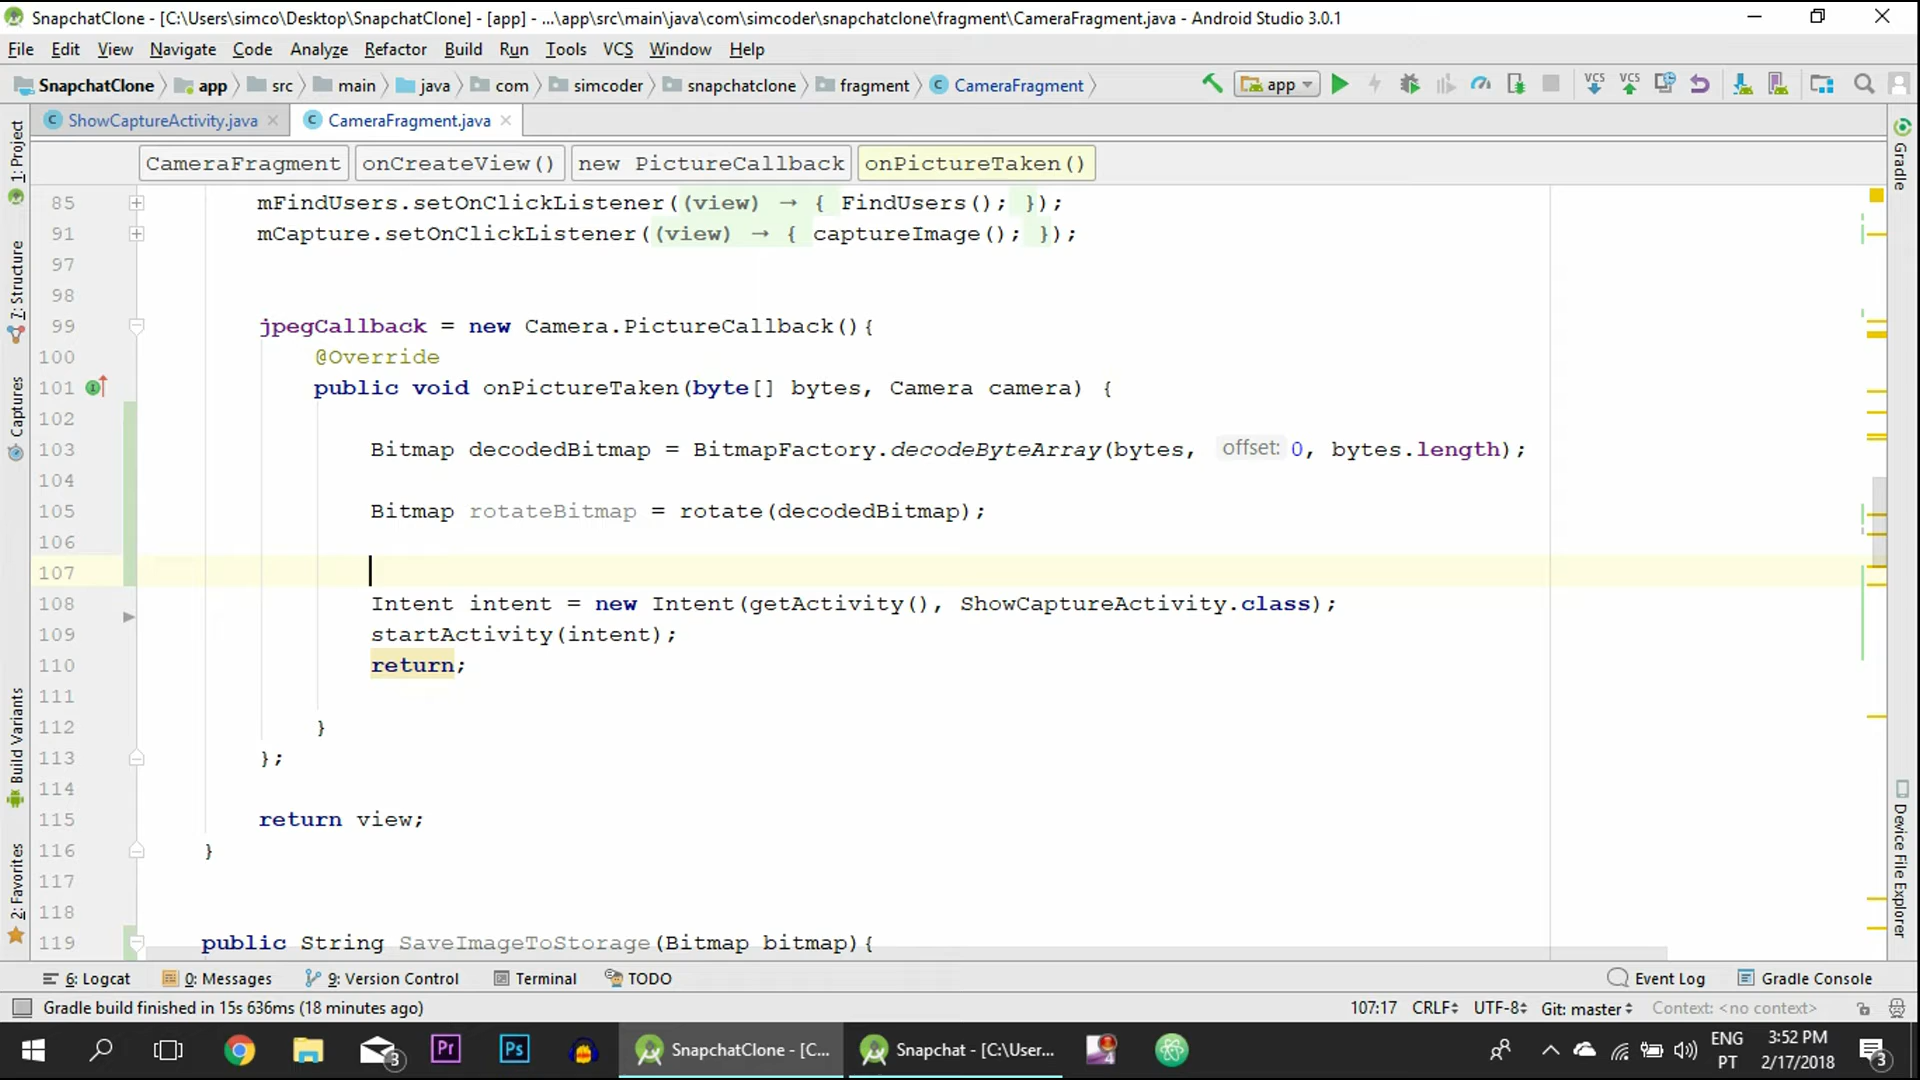 SnapchatClone - [C:\Users\simco\Desktop\SnapchatClone] - [app] - ...\app\src\main\java\com\simcoder\snapchatclone\fragment\CameraFragment.java - Android Studio 3.0.1
File Edit View Navigate Code Analyze Refactor Build Run Tools VCS Window Help
SnapchatClone app src main java com simcoder snapchatclone fragment CameraFragment app VCS VCS
ShowCaptureActivity.java CameraFragment.java
CameraFragment onCreateView() new PictureCallback onPictureTaken()
85 mFindUsers.setOnClickListener((view) → { FindUsers(); });
91 mCapture.setOnClickListener((view) → { captureImage(); });
97
98
99 jpegCallback = new Camera.PictureCallback(){
100 @Override
101 public void onPictureTaken(byte[] bytes, Camera camera) {
102
103 Bitmap decodedBitmap = BitmapFactory.decodeByteArray(bytes, offset: 0, bytes.length);
104
105 Bitmap rotateBitmap = rotate(decodedBitmap);
106
107
108 Intent intent = new Intent(getActivity(), ShowCaptureActivity.class);
109 startActivity(intent);
110 return;
111
112 }
113 };
114
115 return view;
116 }
117
118
119 public String SaveImageToStorage(Bitmap bitmap){
1: Project
7: Structure
Captures
Build Variants
2: Favorites
Gradle
Device File Explorer
6: Logcat 0: Messages 9: Version Control Terminal TODO Event Log Gradle Console
Gradle build finished in 15s 636ms (18 minutes ago) 107:17 CRLF UTF-8 Git: master Context: <no context>
3 Pr Ps SnapchatClone - [C... Snapchat - [C:\User... 4 ENG 3:52 PM
PT 2/17/2018 3